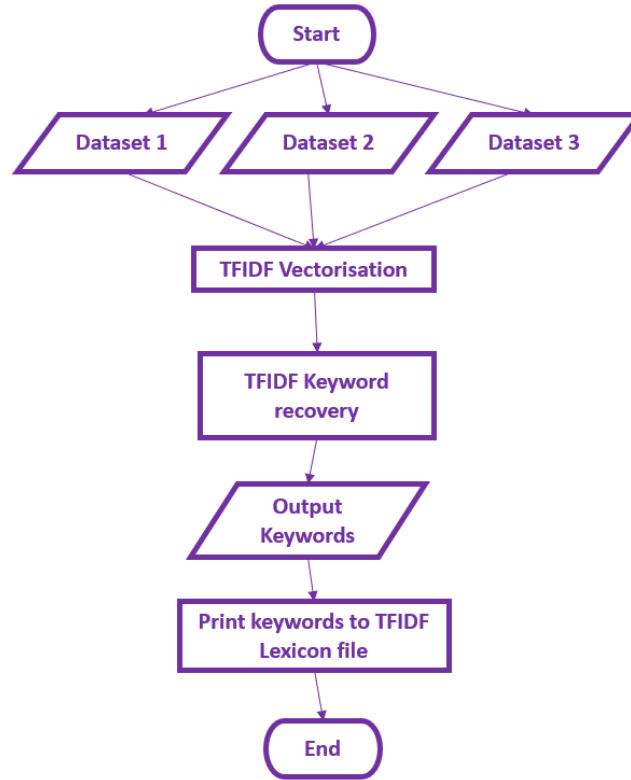 Start
Dataset 1
Dataset 2
Dataset 3
TFIDF Vectorisation
TFIDF Keyword
recovery
Output
Keywords
Print keywords to TFIDF
Lexicon file
End